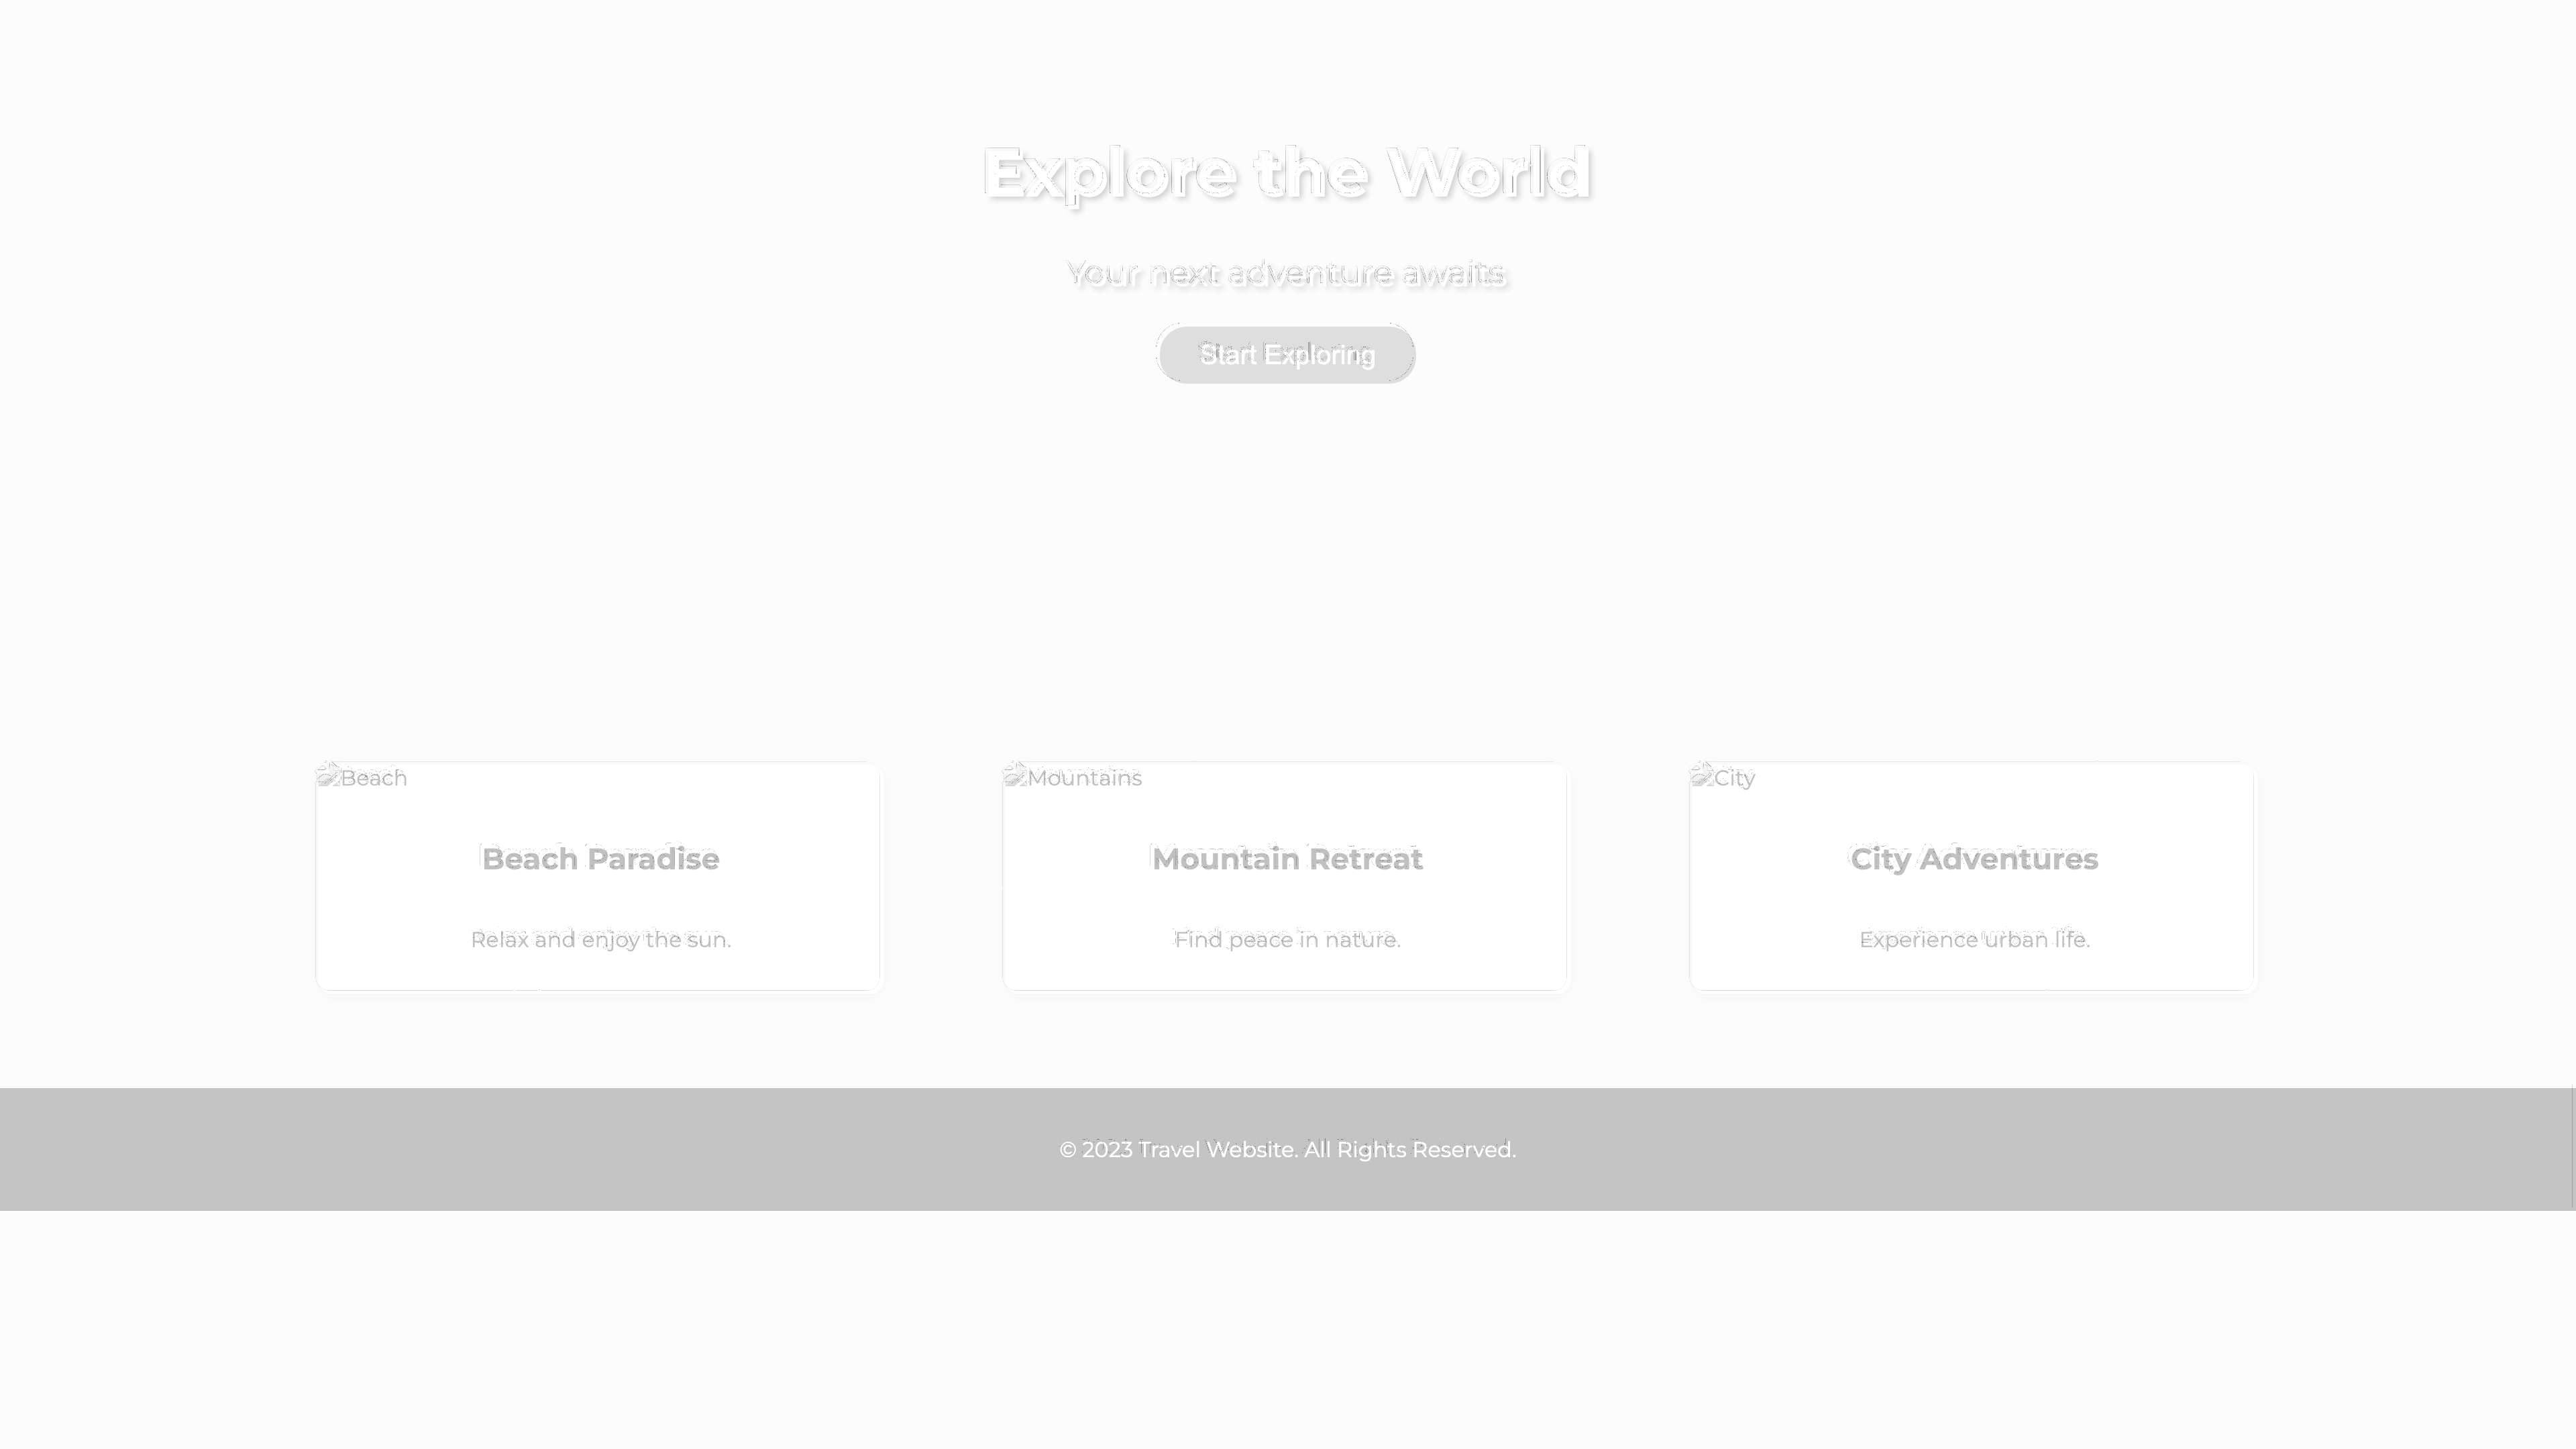 Explore the World
Your next adventure awaits
Start Exploring
Beach
Mountains
City
Beach Paradise
Mountain Retreat
City Adventures
Relax and enjoy the sun.
Find peace in nature.
Experience urban life.
© 2023 Travel Website. All Rights Reserved.